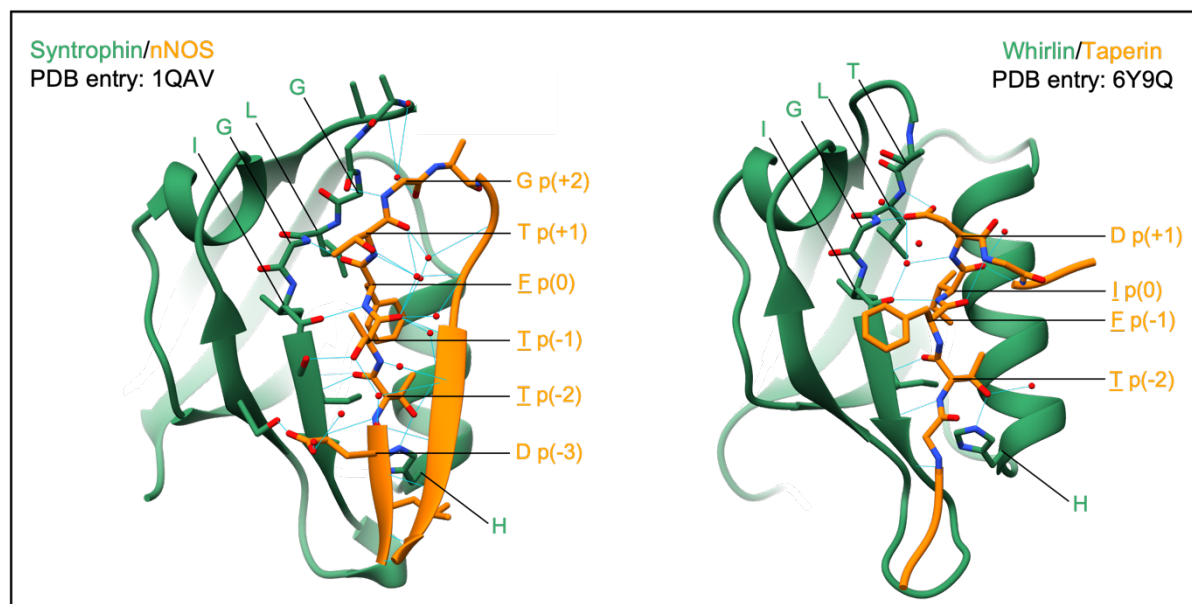 Syntrophin/nNOS
PDB entry: 1QAV
G
L
G
I
G p(+2)
T p(+1)
F p(0)
T p(-1)
T p(-2)
D p(-3)
H
Whirlin/Taperin
PDB entry: 6Y9Q
T
L
G
I
D p(+1)
I p(0)
F p(-1)
T p(-2)
H